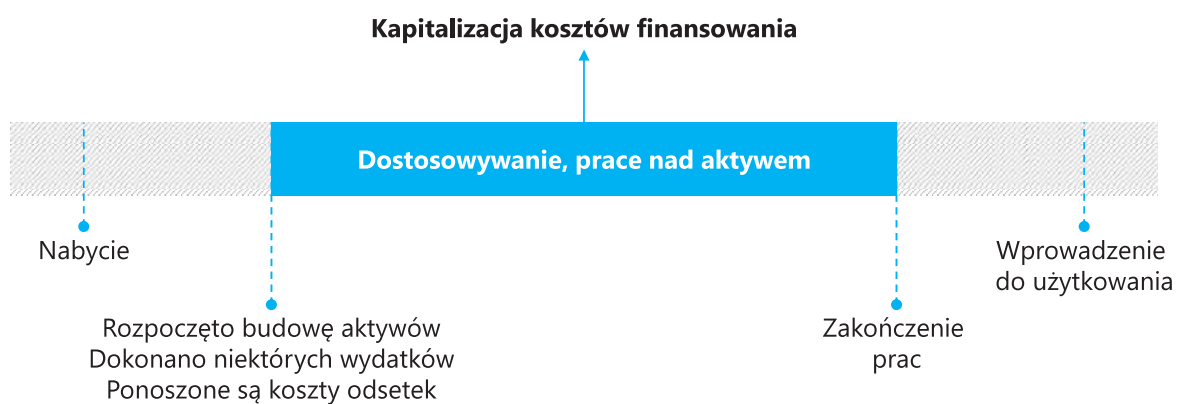 Kapitalizacja kosztów finansowania
Dostosowywanie, prace nad aktywem
Nabycie
Wprowadzenie
do użytkowania
Rozpoczęto budowę aktywów
Dokonano niektórych wydatków
Ponoszone są koszty odsetek
Zakończenie
prac